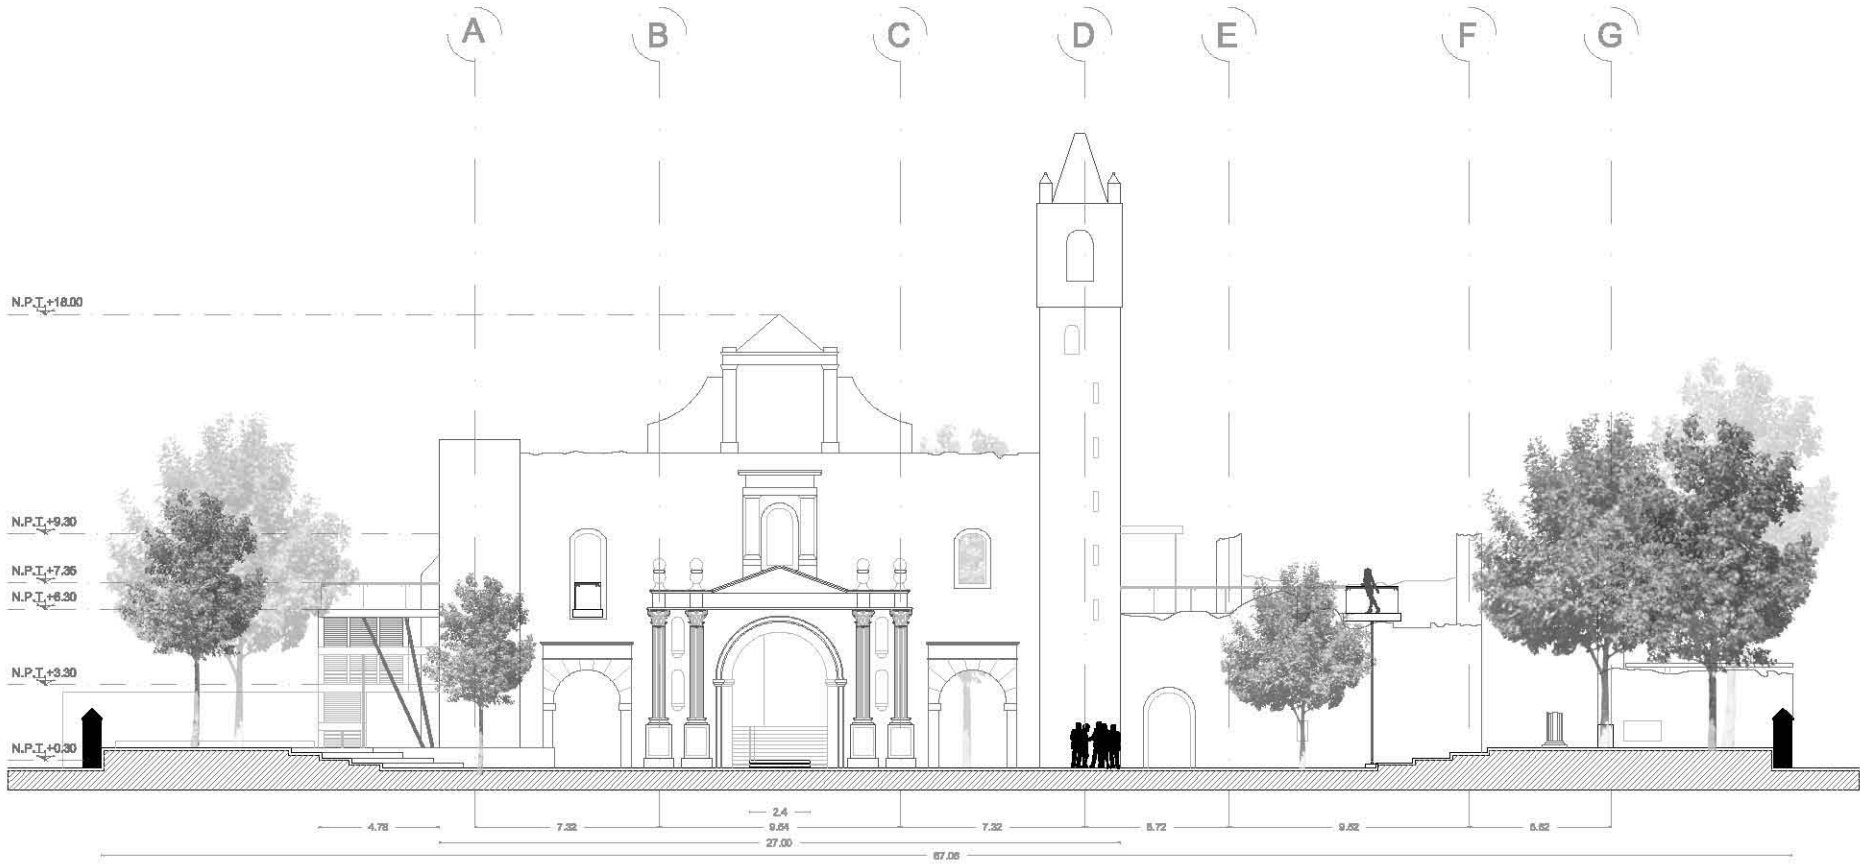 A B C D E F G
N.P.T.+18.00
N.P.T.+9.30
N.P.T.+7.35
N.P.T.+6.30
N.P.T.+3.30
N.P.T.+0.30
2.4
4.78 7.32 9.54 7.32 5.72 9.52 5.62
27.00
67.06